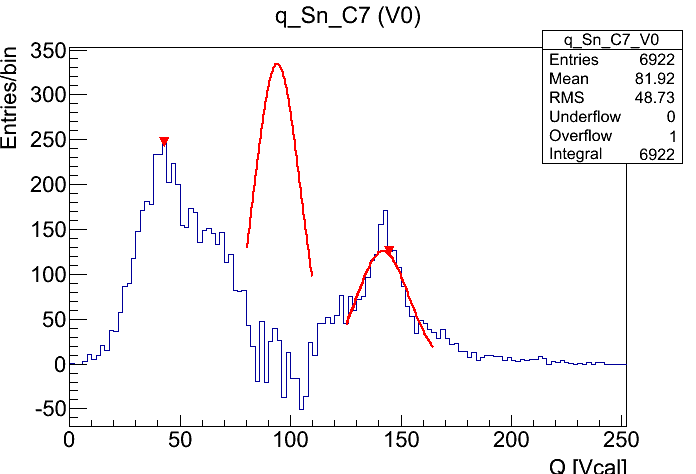 q_Sn_C7 (V0)
q_Sn_C7_V0
Entries 6922
Mean 81.92
RMS 48.73
Underflow 0
Overflow 1
Integral 6922
Entries/bin
350
300
250
200
150
100
50
0
-50
0 50 100 150 200 250
Q [Vcal]